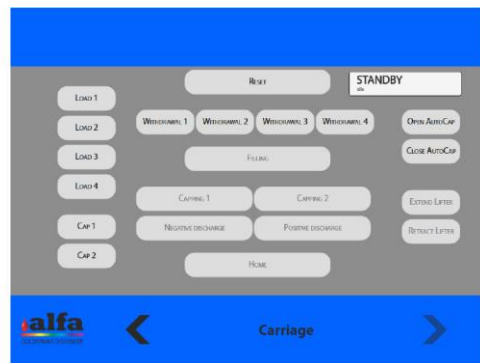 RESET
STANDBY
LOAD 1
WITHDRAWAL 1 WITHDRAWAL 2 WITHDRAWAL 3 WITHDRAWAL 4
OPEN AUTOCAP
LOAD 2
CLOSE AUTOCAP
LOAD 3
FILLING
LOAD 4
CAPPING 1 CAPPING 2
EXTEND LIFTER
CAP 1
NEGATIVE DISCHARGE POSITIVE DISCHARGE
RETRACT LIFTER
CAP 2
HOME
alfa
Carriage